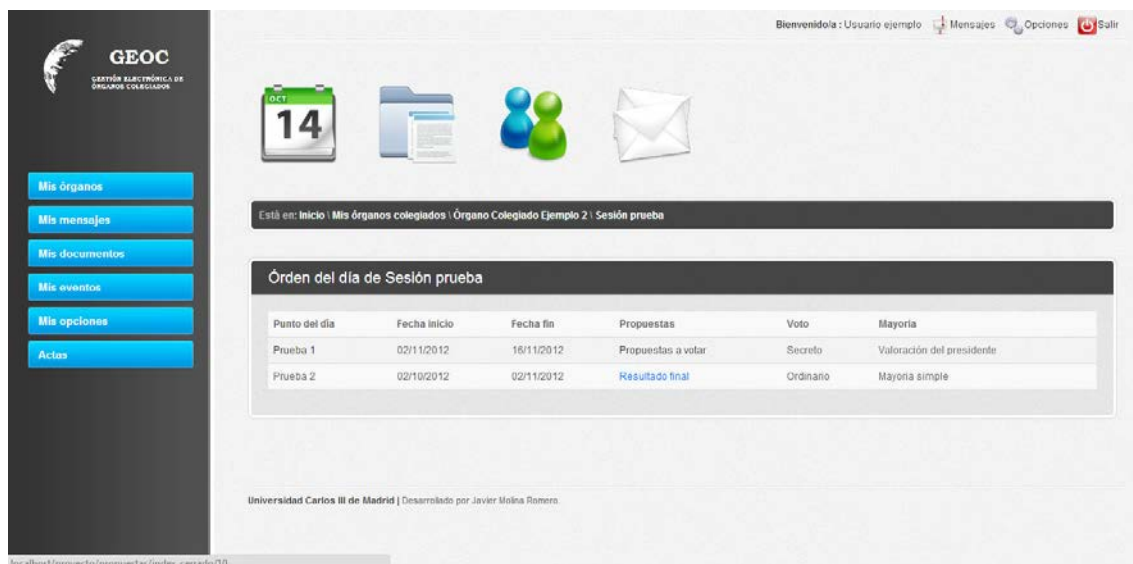 Bienvenido/a : Usuario ejemplo Mensajes Opciones Salir
GEOC
GESTIÓN ELECTRÓNICA DE
ÓRGANOS COLEGIADOS
OCT
14
Mis órganos
Mis mensajes
Mis documentos
Mis eventos
Mis opciones
Actas
Está en: Inicio \ Mis órganos colegiados \ Órgano Colegiado Ejemplo 2 \ Sesión prueba
Órden del día de Sesión prueba
Punto del día Fecha inicio Fecha fin Propuestas Voto Mayoría
Prueba 1 02/11/2012 16/11/2012 Propuestas a votar Secreto Valoración del presidente
Prueba 2 02/10/2012 02/11/2012 Resultado final Ordinario Mayoría simple
Universidad Carlos III de Madrid | Desarrollado por Javier Molina Romero.